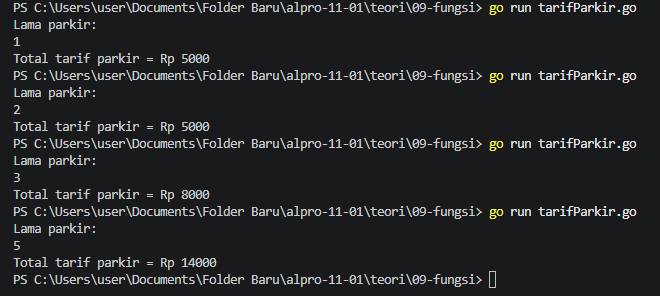 PS C:\Users\user\Documents\Folder Baru\alpro-11-01\teori\09-fungsi> go run tarifParkir.go
Lama parkir:
1
Total tarif parkir = Rp 5000
PS C:\Users\user\Documents\Folder Baru\alpro-11-01\teori\09-fungsi> go run tarifParkir.go
Lama parkir:
2
Total tarif parkir = Rp 5000
PS C:\Users\user\Documents\Folder Baru\alpro-11-01\teori\09-fungsi> go run tarifParkir.go
Lama parkir:
3
Total tarif parkir = Rp 8000
PS C:\Users\user\Documents\Folder Baru\alpro-11-01\teori\09-fungsi> go run tarifParkir.go
Lama parkir:
5
Total tarif parkir = Rp 14000
PS C:\Users\user\Documents\Folder Baru\alpro-11-01\teori\09-fungsi>